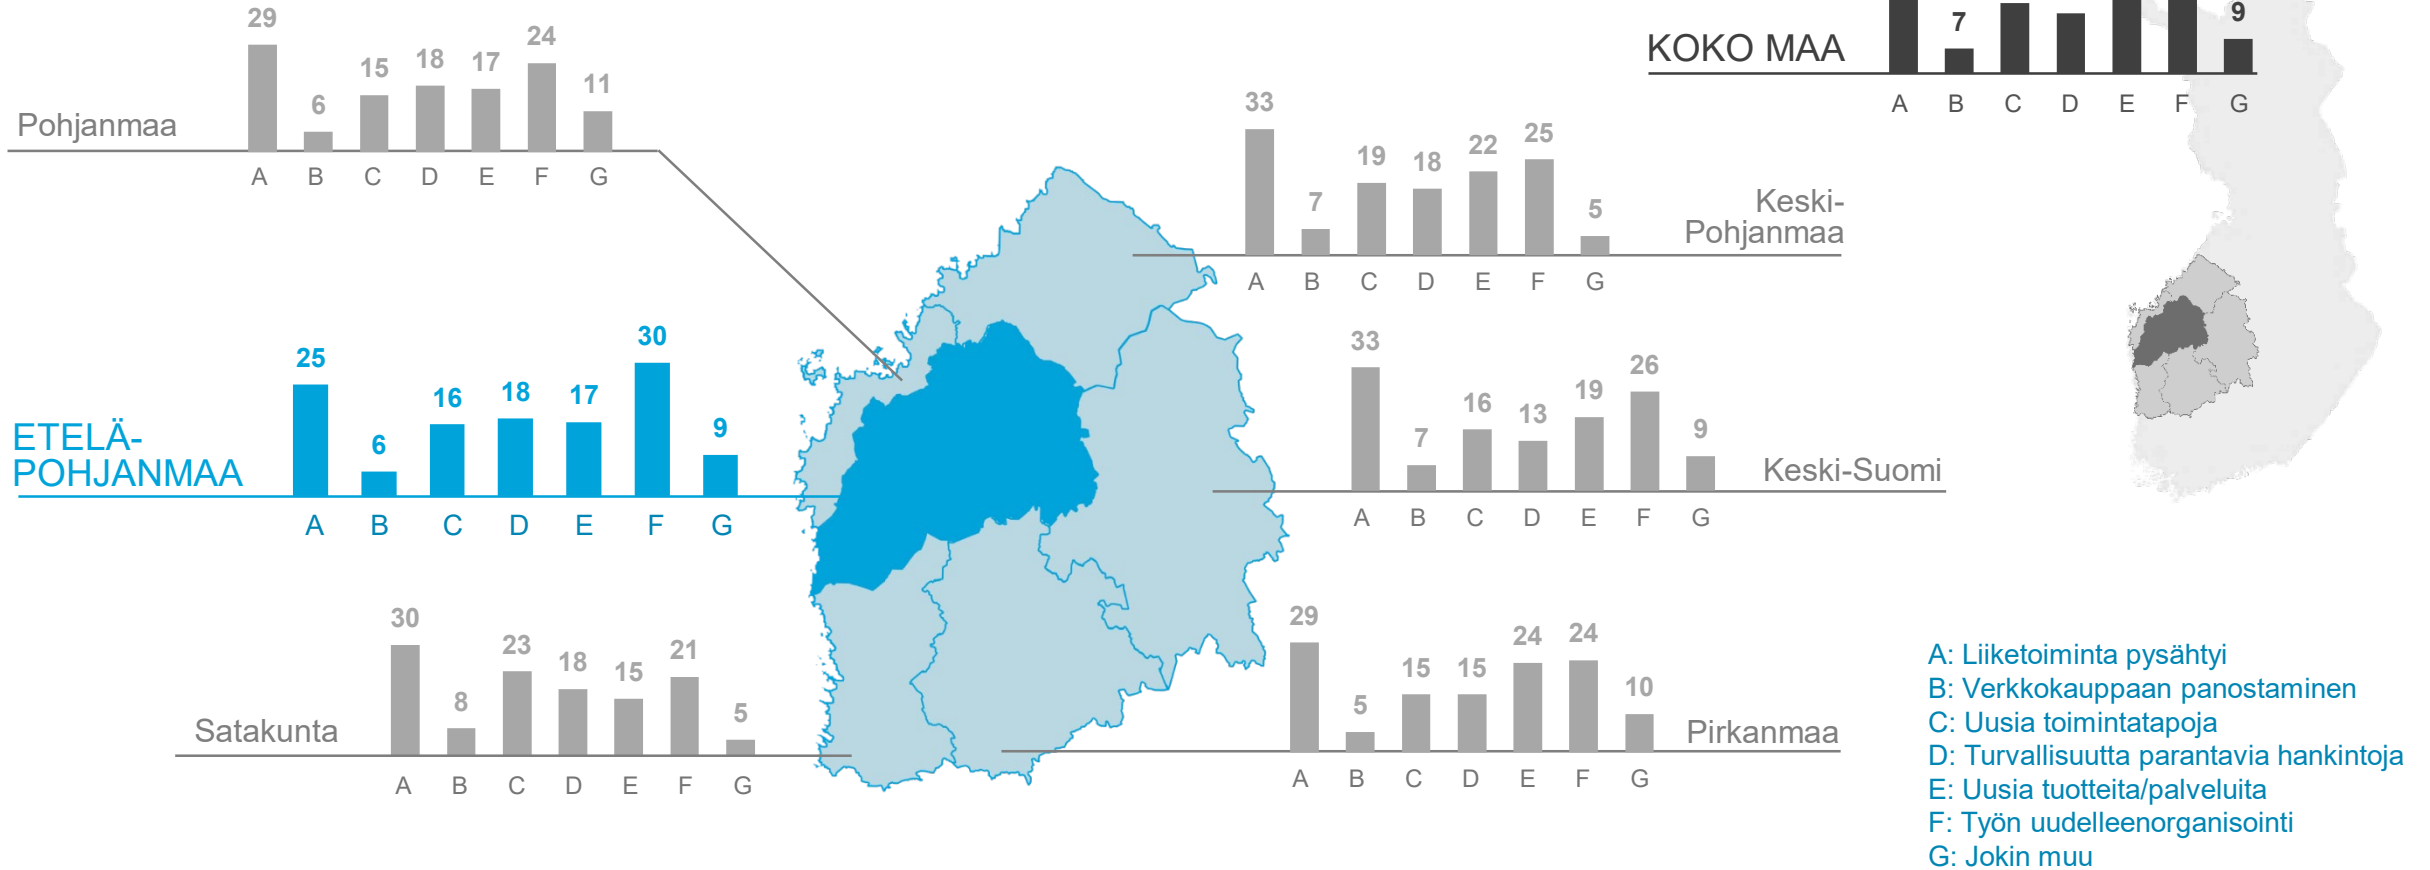 29 6 15 18 17 24 11
Pohjanmaa
A B C D E F G
7 9
KOKO MAA
A B C D E F G
33 7 19 18 22 25 5
Keski-
Pohjanmaa
A B C D E F G
25 6 16 18 17 30 9
ETELÄ-
POHJANMAA
A B C D E F G
33 7 16 13 19 26 9
Keski-Suomi
A B C D E F G
30 8 23 18 15 21 5
Satakunta
A B C D E F G
29 5 15 15 24 24 10
Pirkanmaa
A B C D E F G
A: Liiketoiminta pysähtyi
B: Verkkokauppaan panostaminen
C: Uusia toimintatapoja
D: Turvallisuutta parantavia hankintoja
E: Uusia tuotteita/palveluita
F: Työn uudelleenorganisointi
G: Jokin muu